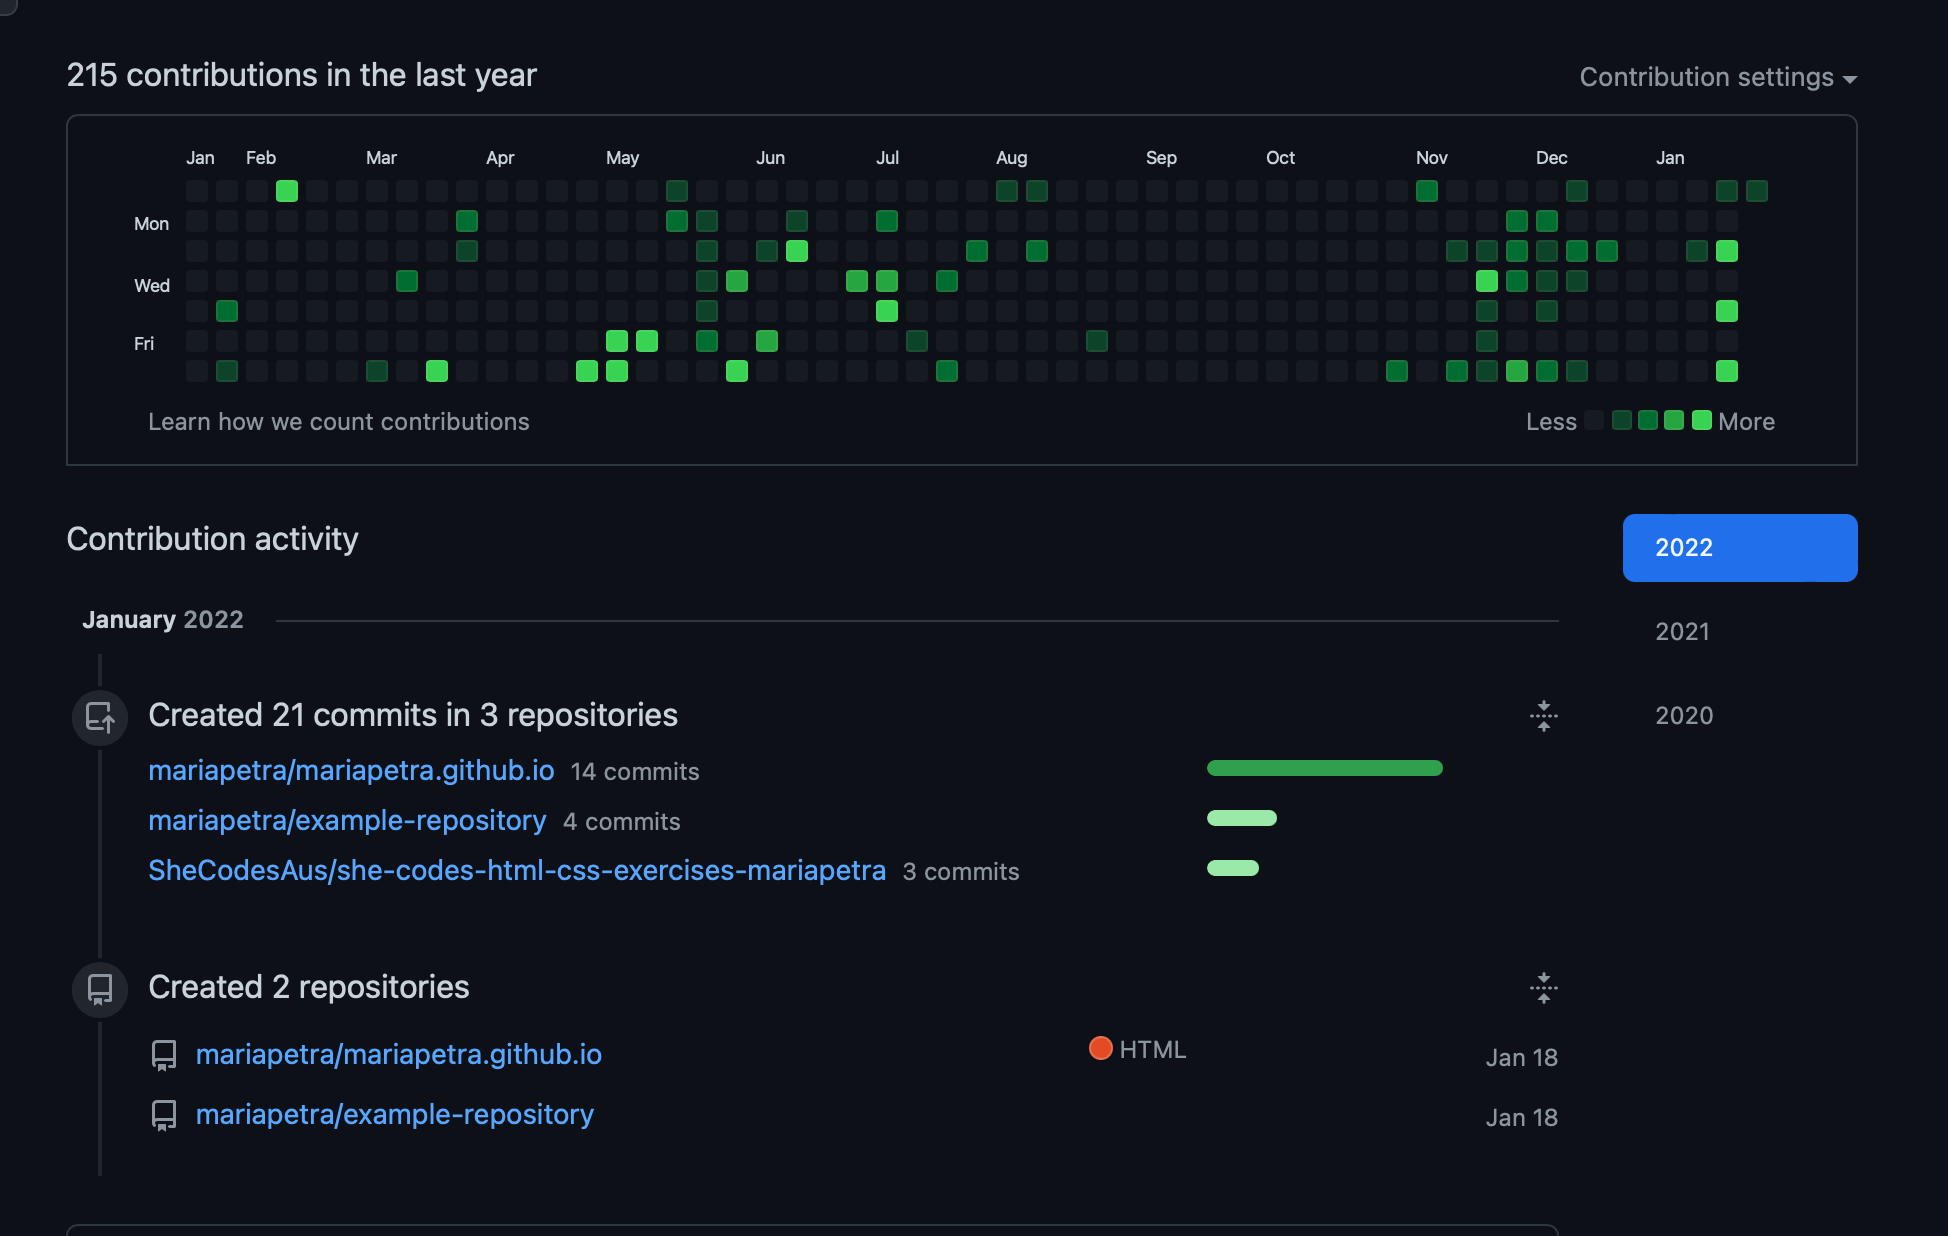 215 contributions in the last year
Contribution settings
Jan Feb Mar Apr May Jun Jul Aug Sep Oct Nov Dec Jan
Mon
Wed
Fri
Learn how we count contributions
Less More
Contribution activity
2022
2021
2020
January 2022
Created 21 commits in 3 repositories
mariapetra/mariapetra.github.io 14 commits
mariapetra/example-repository 4 commits
SheCodesAus/she-codes-html-css-exercises-mariapetra 3 commits
Created 2 repositories
mariapetra/mariapetra.github.io HTML Jan 18
mariapetra/example-repository Jan 18